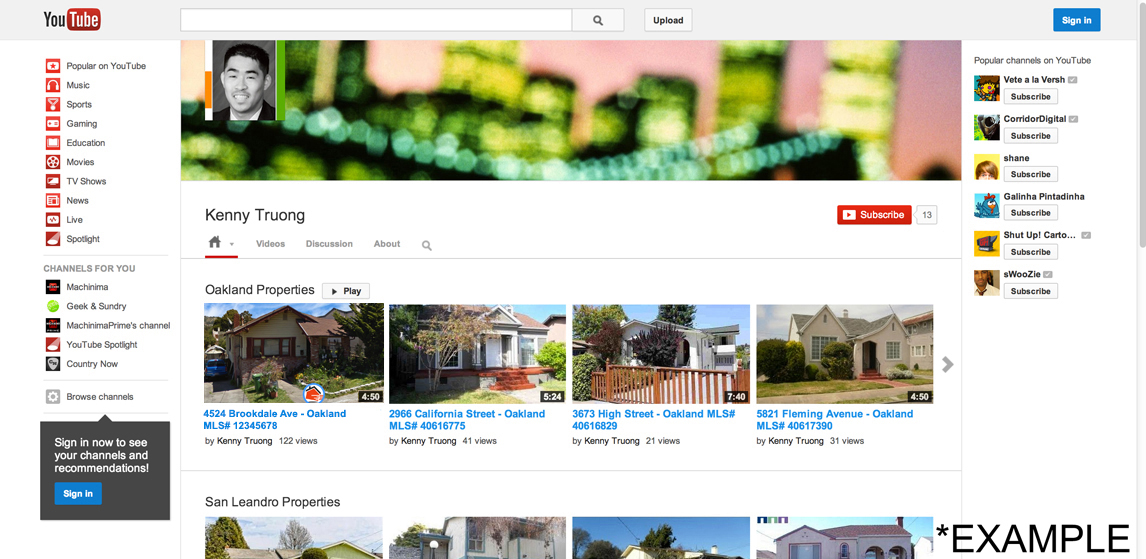 YouTube
Upload
Sign in
Popular on YouTube
Music
Sports
Gaming
Education
Movies
TV Shows
News
Live
Spotlight
CHANNELS FOR YOU
Machinima
Geek & Sundry
MachinimaPrime's channel
YouTube Spotlight
Country Now
Browse channels
Sign in now to see
your channels and
recommendations!
Sign in
Kenny Truong
Subscribe 13
Videos Discussion About
Oakland Properties Play
4:50
4524 Brookdale Ave - Oakland
MLS# 12345678
by Kenny Truong 122 views
5:24
2966 California Street - Oakland
MLS# 40616775
by Kenny Truong 41 views
7:40
3673 High Street - Oakland MLS#
40616829
by Kenny Truong 21 views
4:50
5821 Fleming Avenue - Oakland
MLS# 40617390
by Kenny Truong 31 views
San Leandro Properties
Popular channels on YouTube
Vete a la Versh
Subscribe
CorridorDigital
Subscribe
shane
Subscribe
Galinha Pintadinha
Subscribe
Shut Up! Carto...
Subscribe
sWooZie
Subscribe
*EXAMPLE